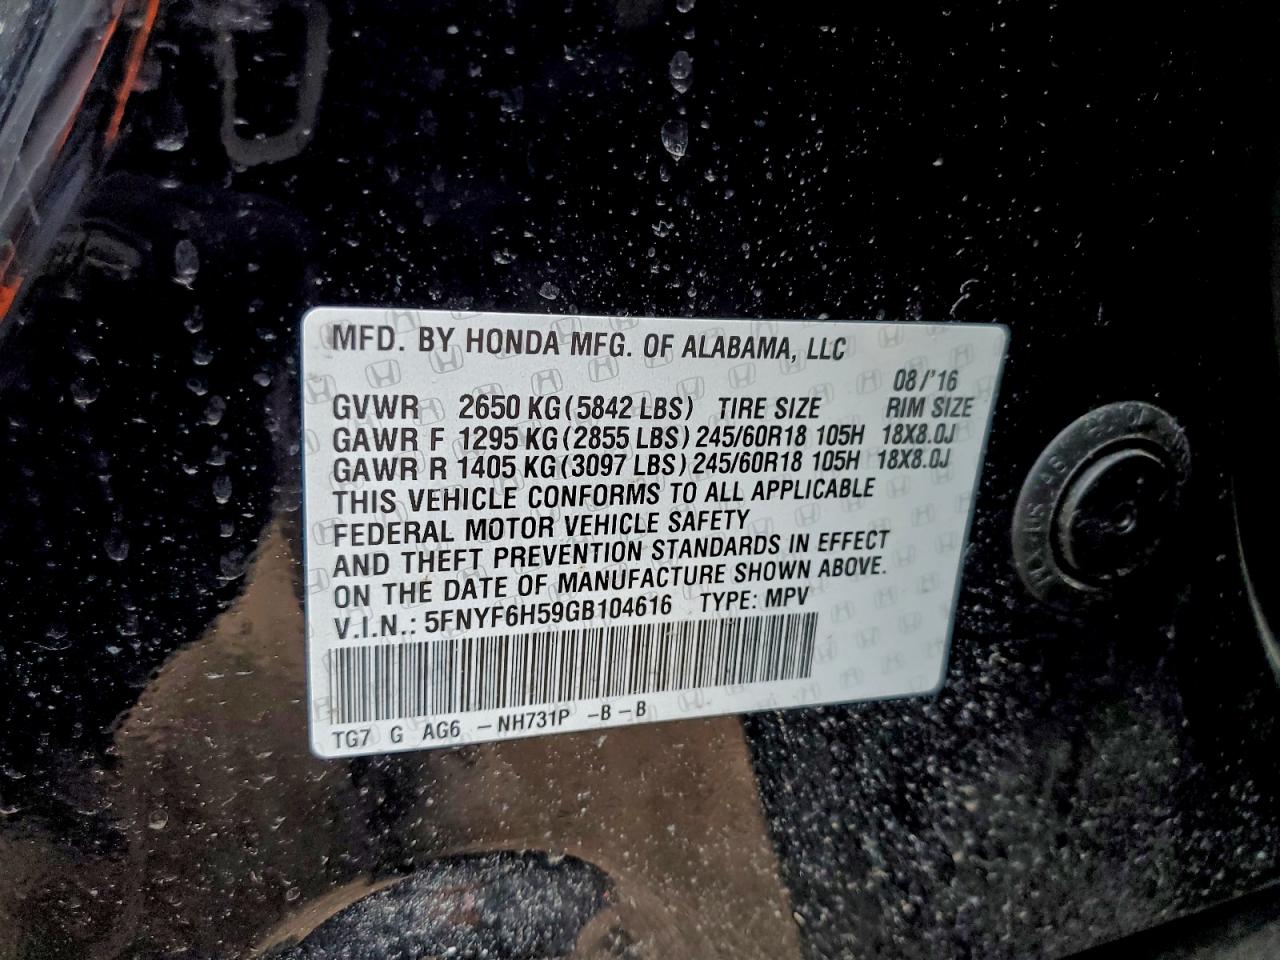 MFD. BY HONDA MFG. OF ALABAMA, LLC
08/'16
GVWR 2650 KG (5842 LBS) TIRE SIZE RIM SIZE
GAWR F 1295 KG (2855 LBS) 245/60R18 105H 18X8.0J
GAWR R 1405 KG (3097 LBS) 245/60R18 105H 18X8.0J
THIS VEHICLE CONFORMS TO ALL APPLICABLE
FEDERAL MOTOR VEHICLE SAFETY
AND THEFT PREVENTION STANDARDS IN EFFECT
ON THE DATE OF MANUFACTURE SHOWN ABOVE.
V.I.N.: 5FNYF6H59GB104616 TYPE: MPV
TG7 G AG6 -NH731P -B-B